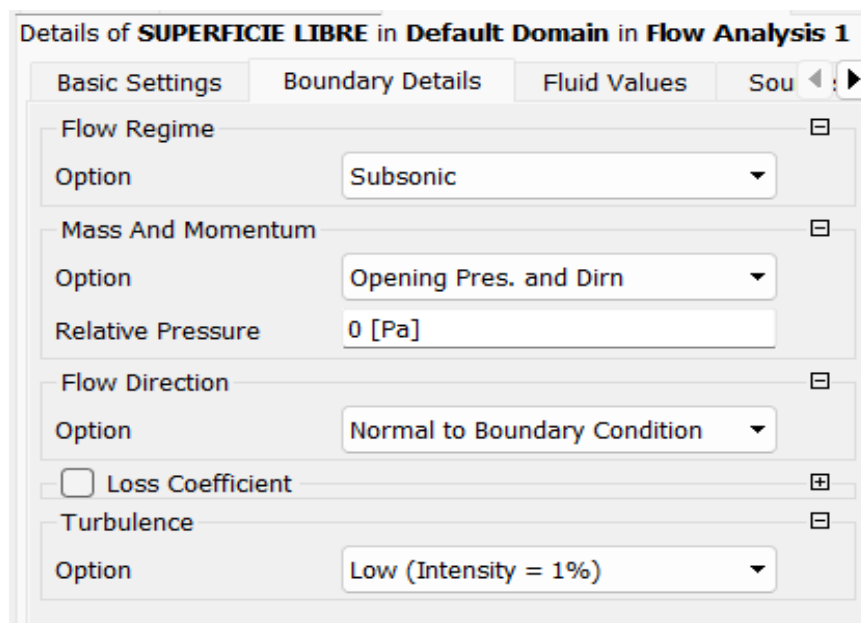 Details of SUPERFICIE LIBRE in Default Domain in Flow Analysis 1
Basic Settings Boundary Details Fluid Values Sou
Flow Regime
Option Subsonic
Mass And Momentum
Option Opening Pres. and Dirn
Relative Pressure 0 [Pa]
Flow Direction
Option Normal to Boundary Condition
Loss Coefficient
Turbulence
Option Low (Intensity = 1%)